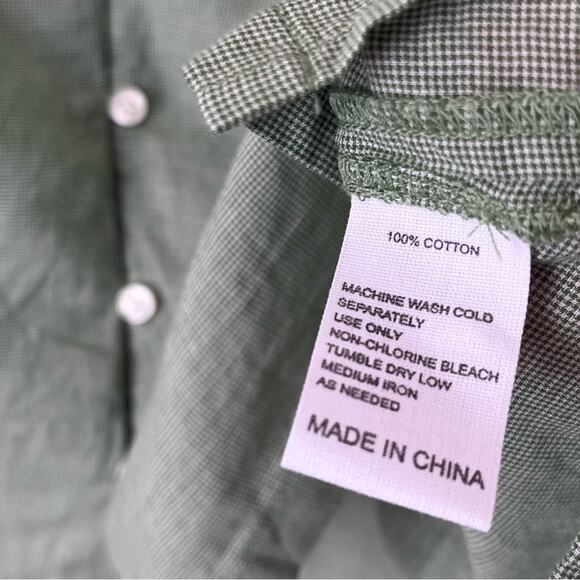 100% COTTON
MACHINE WASH COLD
SEPARATELY
USE ONLY
NON-CHLORINE BLEACH
TUMBLE DRY LOW
MEDIUM IRON
AS NEEDED
MADE IN CHINA